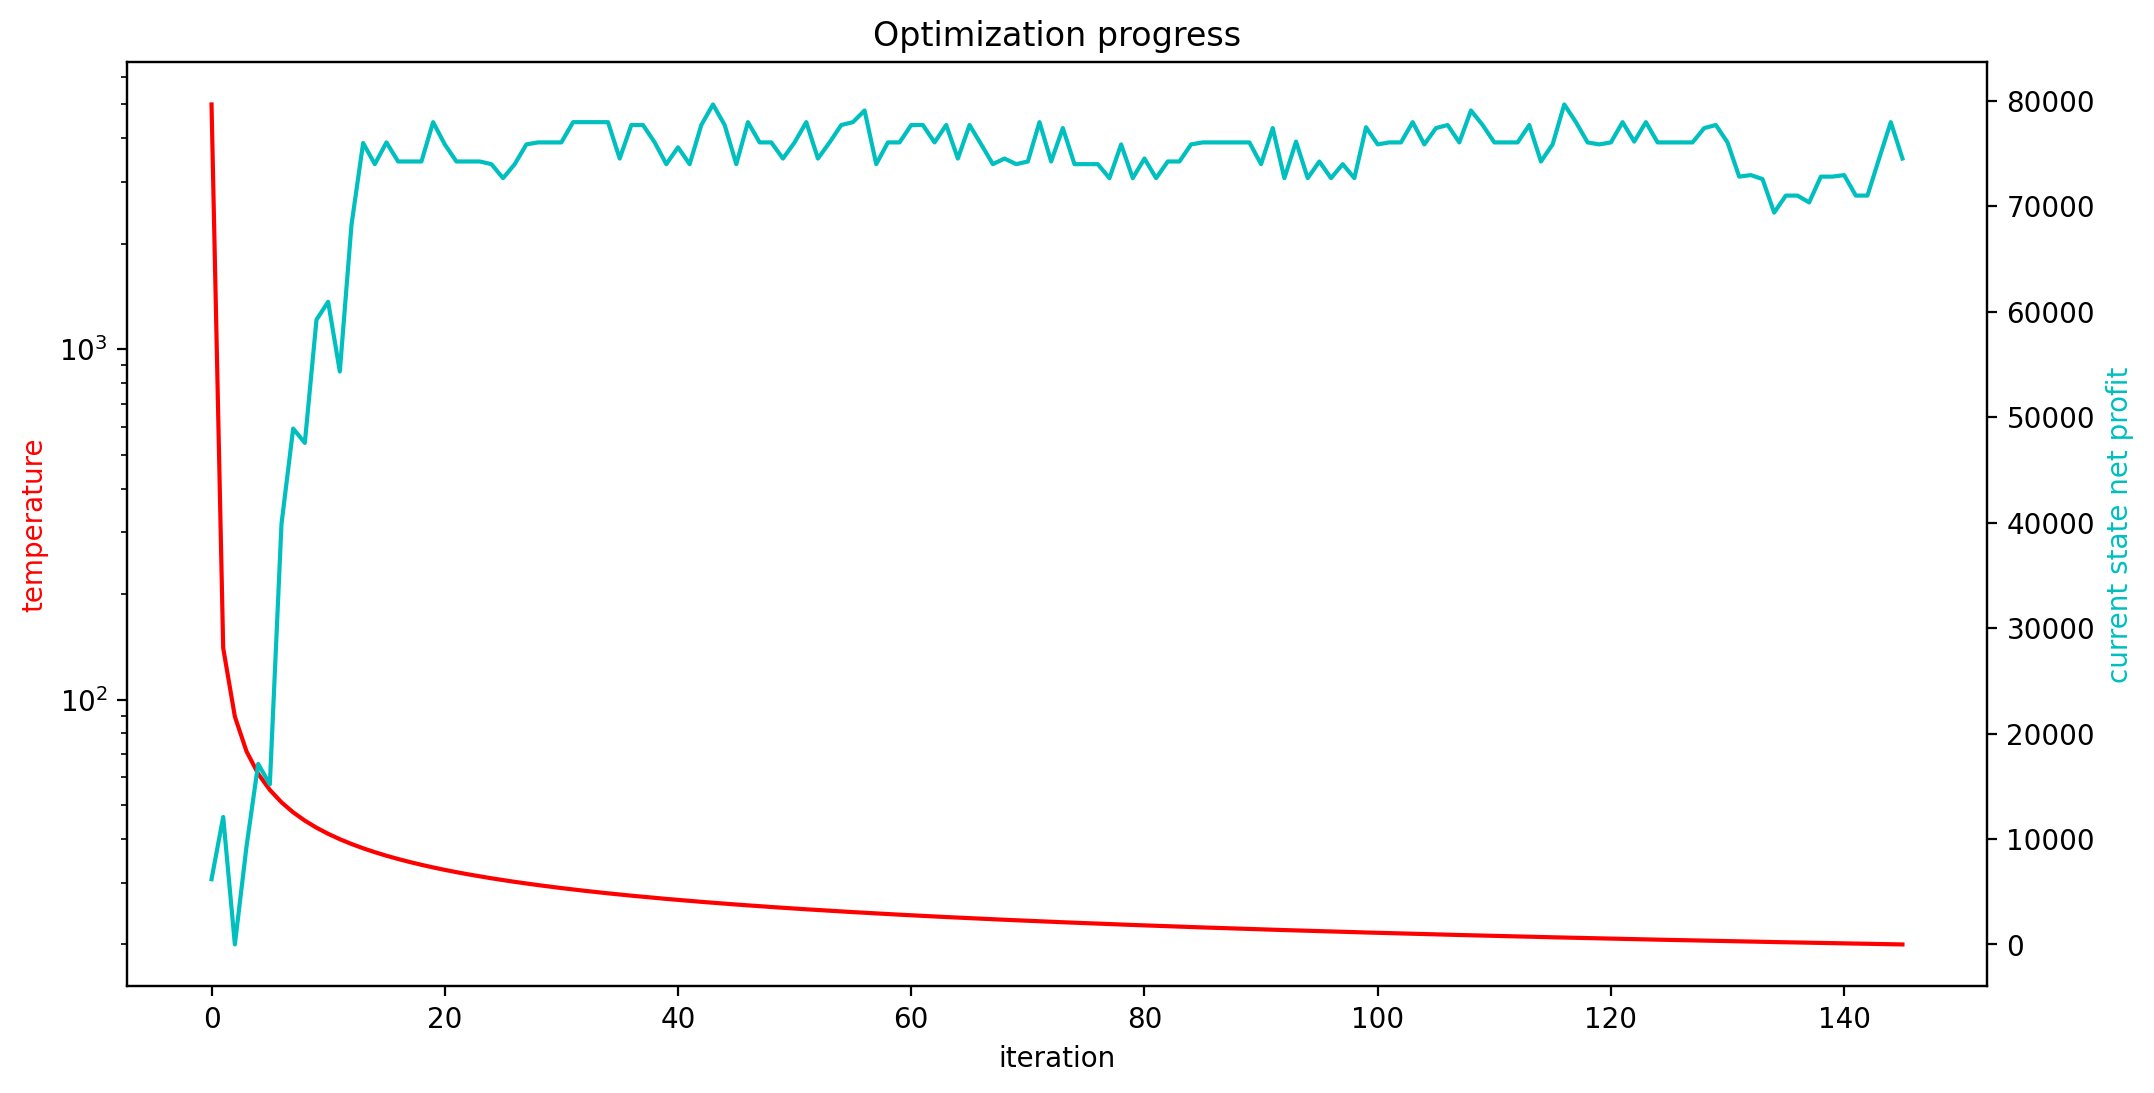 Optimization progress
temperature
10³
10²
80000
70000
60000
50000
40000
30000
20000
10000
0
current state net profit
0 20 40 60 80 100 120 140
iteration